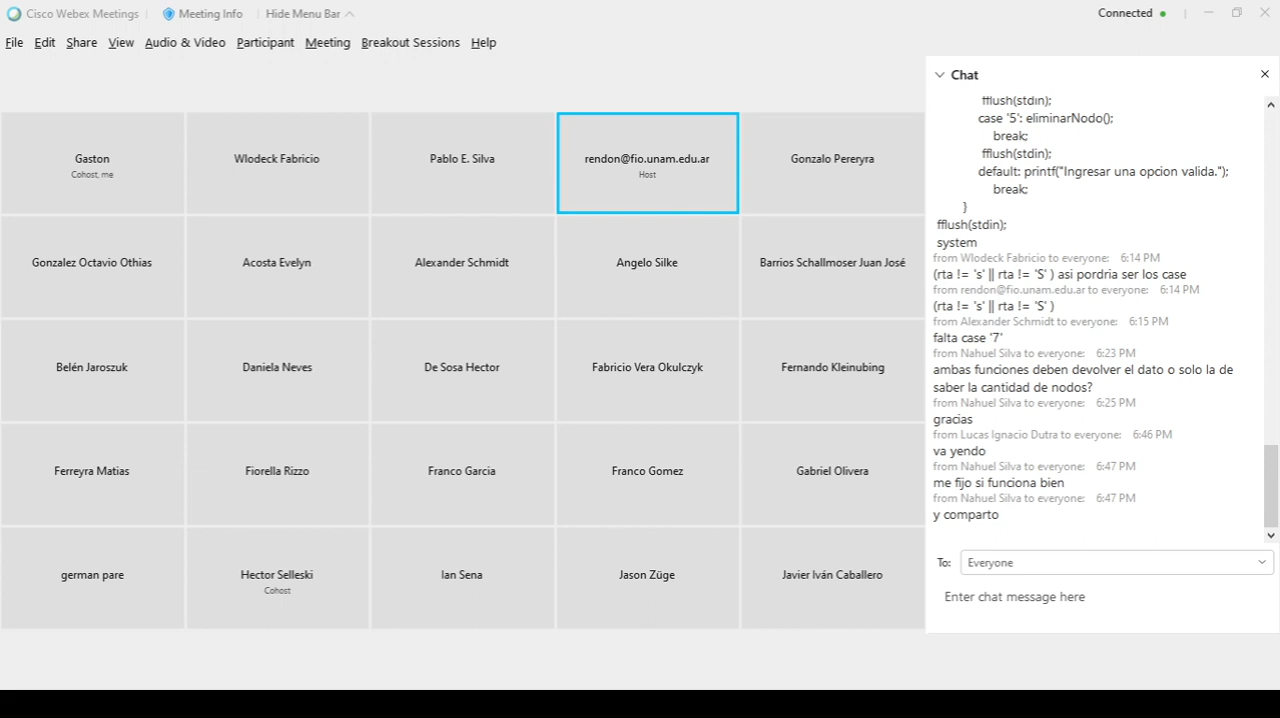 Cisco Webex Meetings
Meeting Info
Hide Menu Bar
Connected
File Edit Share View Audio & Video Participant Meeting Breakout Sessions Help
Gaston
Cohost, me
Wlodeck Fabricio
Pablo E. Silva
rendon@fio.unam.edu.ar
Host
Gonzalo Pereryra
Gonzalez Octavio Othias
Acosta Evelyn
Alexander Schmidt
Angelo Silke
Barrios Schallmoser Juan José
Belén Jaroszuk
Daniela Neves
De Sosa Hector
Fabricio Vera Okulczyk
Fernando Kleinubing
Ferreyra Matias
Fiorella Rizzo
Franco Garcia
Franco Gomez
Gabriel Olivera
german pare
Hector Selleski
Cohost
Ian Sena
Jason Züge
Javier Iván Caballero
Chat
fflush(stdin);
case '5': eliminarNodo();
break;
fflush(stdin);
default: printf("Ingresar una opcion valida.");
break;
}
fflush(stdin);
system
from Wlodeck Fabricio to everyone: 6:14 PM
(rta != 's' || rta != 'S' ) asi pordria ser los case
from rendon@fio.unam.edu.ar to everyone: 6:14 PM
(rta != 's' || rta != 'S' )
from Alexander Schmidt to everyone: 6:15 PM
falta case '7'
from Nahuel Silva to everyone: 6:23 PM
ambas funciones deben devolver el dato o solo la de
saber la cantidad de nodos?
from Nahuel Silva to everyone: 6:25 PM
gracias
from Lucas Ignacio Dutra to everyone: 6:46 PM
va yendo
from Nahuel Silva to everyone: 6:47 PM
me fijo si funciona bien
from Nahuel Silva to everyone: 6:47 PM
y comparto
To: Everyone
Enter chat message here